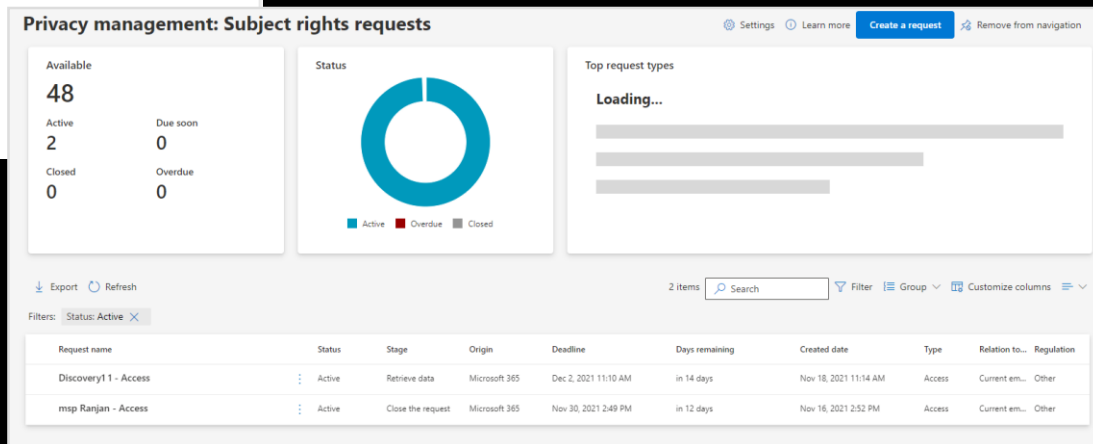 Privacy management: Subject rights requests
Settings Learn more Create a request Remove from navigation
Available
48
Active Due soon
2 0
Closed Overdue
0 0
Status
Active Overdue Closed
Top request types
Loading...
Export Refresh 2 items Search Filter Group Customize columns
Filters: Status: Active
Request name Status Stage Origin Deadline Days remaining Created date Type Relation to... Regulation
Discovery11 - Access Active Retrieve data Microsoft 365 Dec 2, 2021 11:10 AM in 14 days Nov 18, 2021 11:14 AM Access Current em... Other
msp Ranjan - Access Active Close the request Microsoft 365 Nov 30, 2021 2:49 PM in 12 days Nov 16, 2021 2:52 PM Access Current em... Other